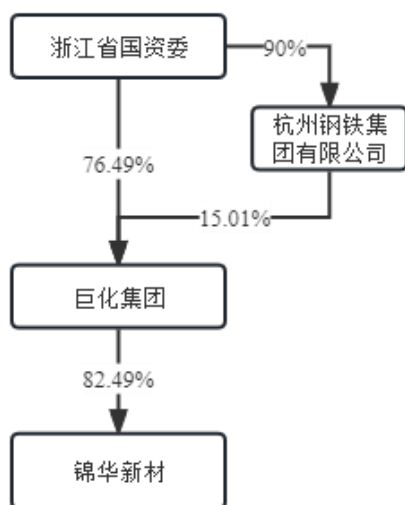 浙江省国资委
90%
杭州钢铁集
团有限公司
76.49%
15.01%
巨化集团
82.49%
锦华新材